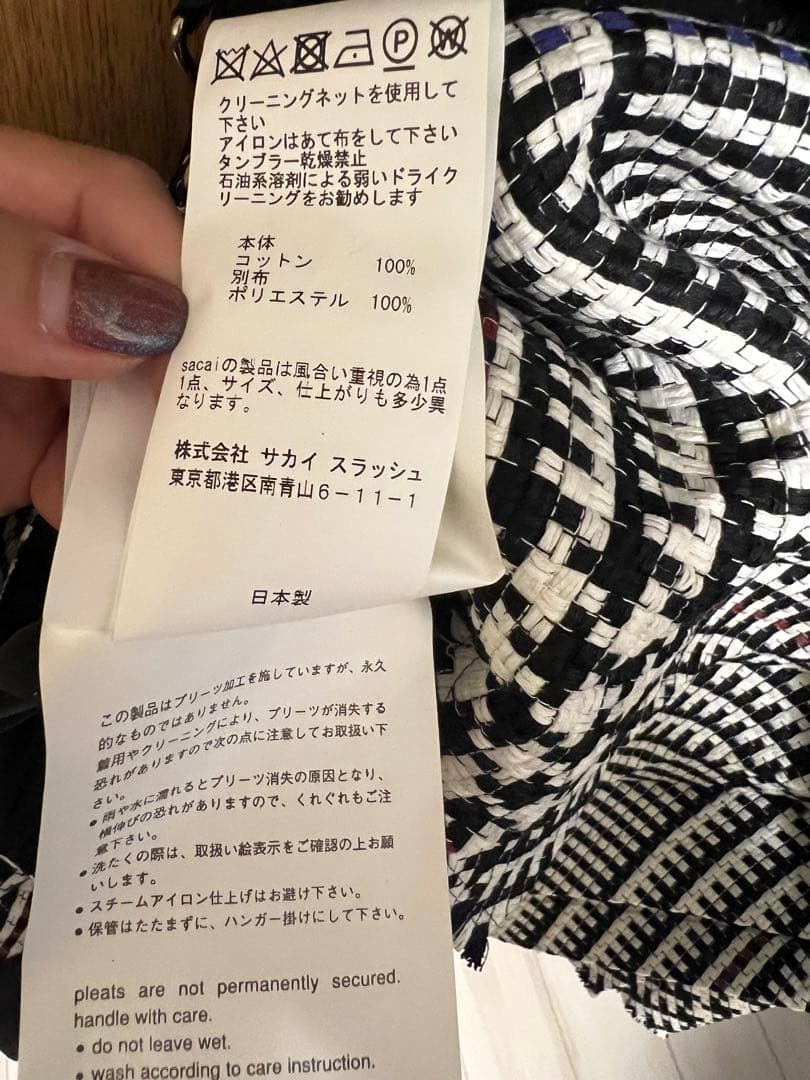 P
W
クリーニングネットを使用して
下さい
アイロンはあて布をして下さい
タンブラー乾燥禁止
石油系溶剤による弱いドライク
リーニングをお勧めします
本体
コットン 100%
別布
ポリエステル 100%
sacaiの製品は風合い重視の為1点
1点、サイズ、仕上がりも多少異
なります。
株式会社 サカイ スラッシュ
東京都港区南青山6-11-1
日本製
この製品はプリーツ加工を施していますが、永久
的なものではありません。
着用やクリーニングにより、プリーツが消失する
恐れがありますので次の点に注意してお取扱い下
さい。
● 雨や水に濡れるとプリーツ消失の原因となり、
横伸びの恐れがありますので、くれぐれもご注
意下さい。
● 洗たくの際は、取扱い絵表示をご確認の上お願
いします。
● スチームアイロン仕上げはお避け下さい。
● 保管はたたまずに、ハンガー掛けにして下さい。
pleats are not permanently secured.
handle with care.
● do not leave wet.
● wash according to care instruction.